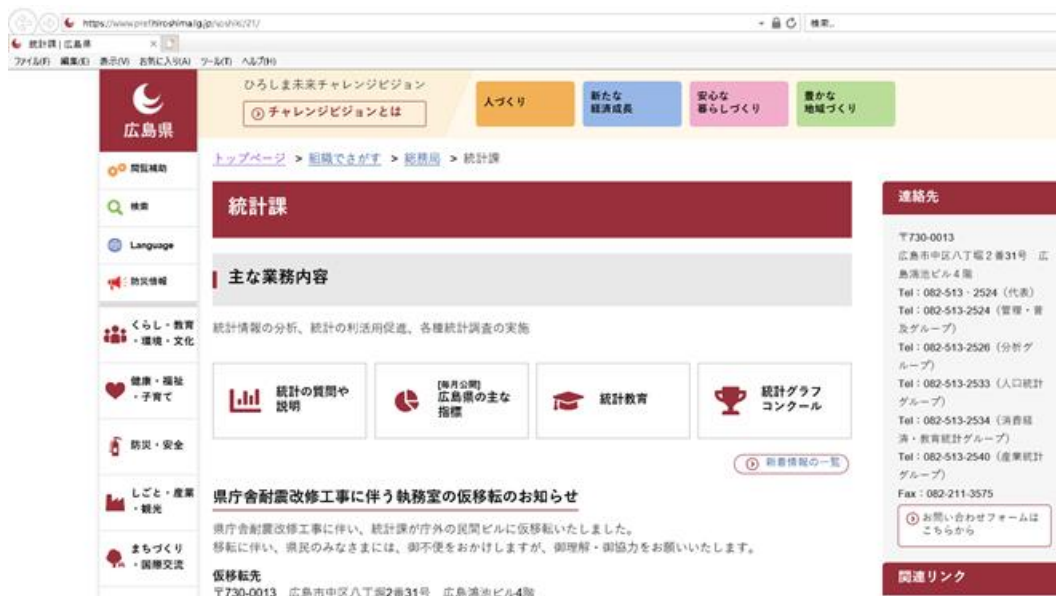 https://www.pref.hiroshima.lg.jp/soshiki/21/
検索...
統計課 | 広島県
ファイル(F) 編集(E) 表示(V) お気に入り(A) ツール(T) ヘルプ(H)
広島県
ひろしま未来チャレンジビジョン
チャレンジビジョンとは
人づくり
新たな
経済成長
安心な
暮らしづくり
豊かな
地域づくり
閲覧補助
検索
Language
防災情報
くらし・教育
・環境・文化
健康・福祉
・子育て
防災・安全
しごと・産業
・観光
まちづくり
・国際交流
トップページ > 組織でさがす > 総務局 > 統計課
統計課
主な業務内容
統計情報の分析、統計の利活用促進、各種統計調査の実施
統計の質問や
説明
[毎月公開]
広島県の主な
指標
統計教育
統計グラフ
コンクール
新着情報の一覧
県庁舎耐震改修工事に伴う執務室の仮移転のお知らせ
県庁舎耐震改修工事に伴い、統計課が庁外の民間ビルに仮移転いたしました。
移転に伴い、県民のみなさまには、御不便をおかけしますが、御理解・御協力をお願いいたします。
仮移転先
〒730-0013 広島市中区八丁堀2番31号 広島鴻池ビル4階
連絡先
〒730-0013
広島市中区八丁堀2番31号 広
島鴻池ビル4階
Tel：082-513‐2524（代表）
Tel：082-513-2524（管理・普
及グループ）
Tel：082-513-2526（分析グ
ループ）
Tel：082-513-2533（人口統計
グループ）
Tel：082-513-2534（消費経
済・教育統計グループ）
Tel：082-513-2540（産業統計
グループ）
Fax：082-211-3575
お問い合わせフォームは
こちらから
関連リンク